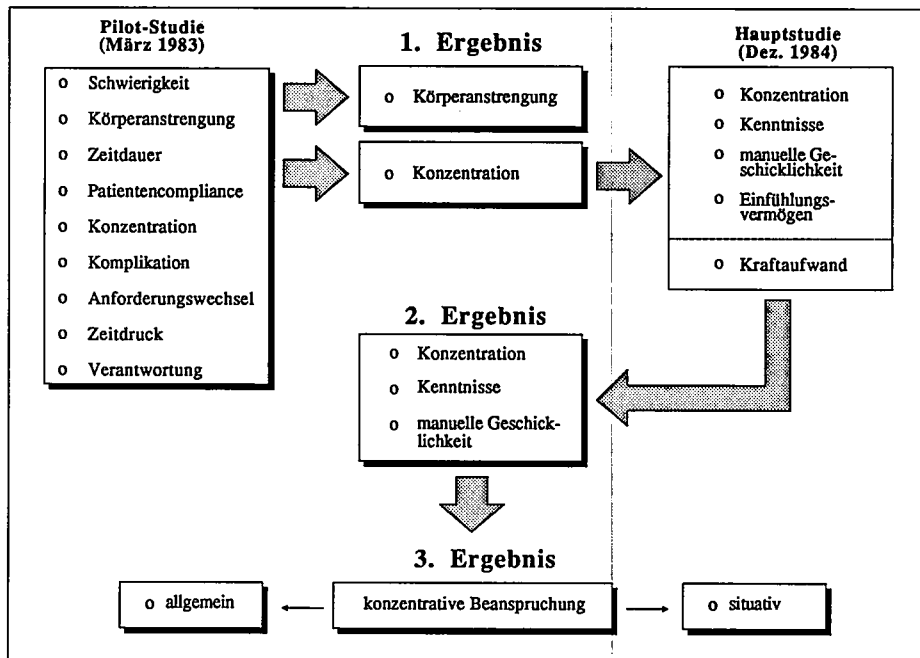 Pilot-Studie
(März 1983)
o Schwierigkeit
o Körperanstrengung
o Zeitdauer
o Patientencompliance
o Konzentration
o Komplikation
o Anforderungswechsel
o Zeitdruck
o Verantwortung
1. Ergebnis
o Körperanstrengung
o Konzentration
Hauptstudie
(Dez. 1984)
o Konzentration
o Kenntnisse
o manuelle Ge-
schicklichkeit
o Einfühlungs-
vermögen
o Kraftaufwand
2. Ergebnis
o Konzentration
o Kenntnisse
o manuelle Geschick-
lichkeit
3. Ergebnis
o allgemein
konzentrative Beanspruchung
o situativ